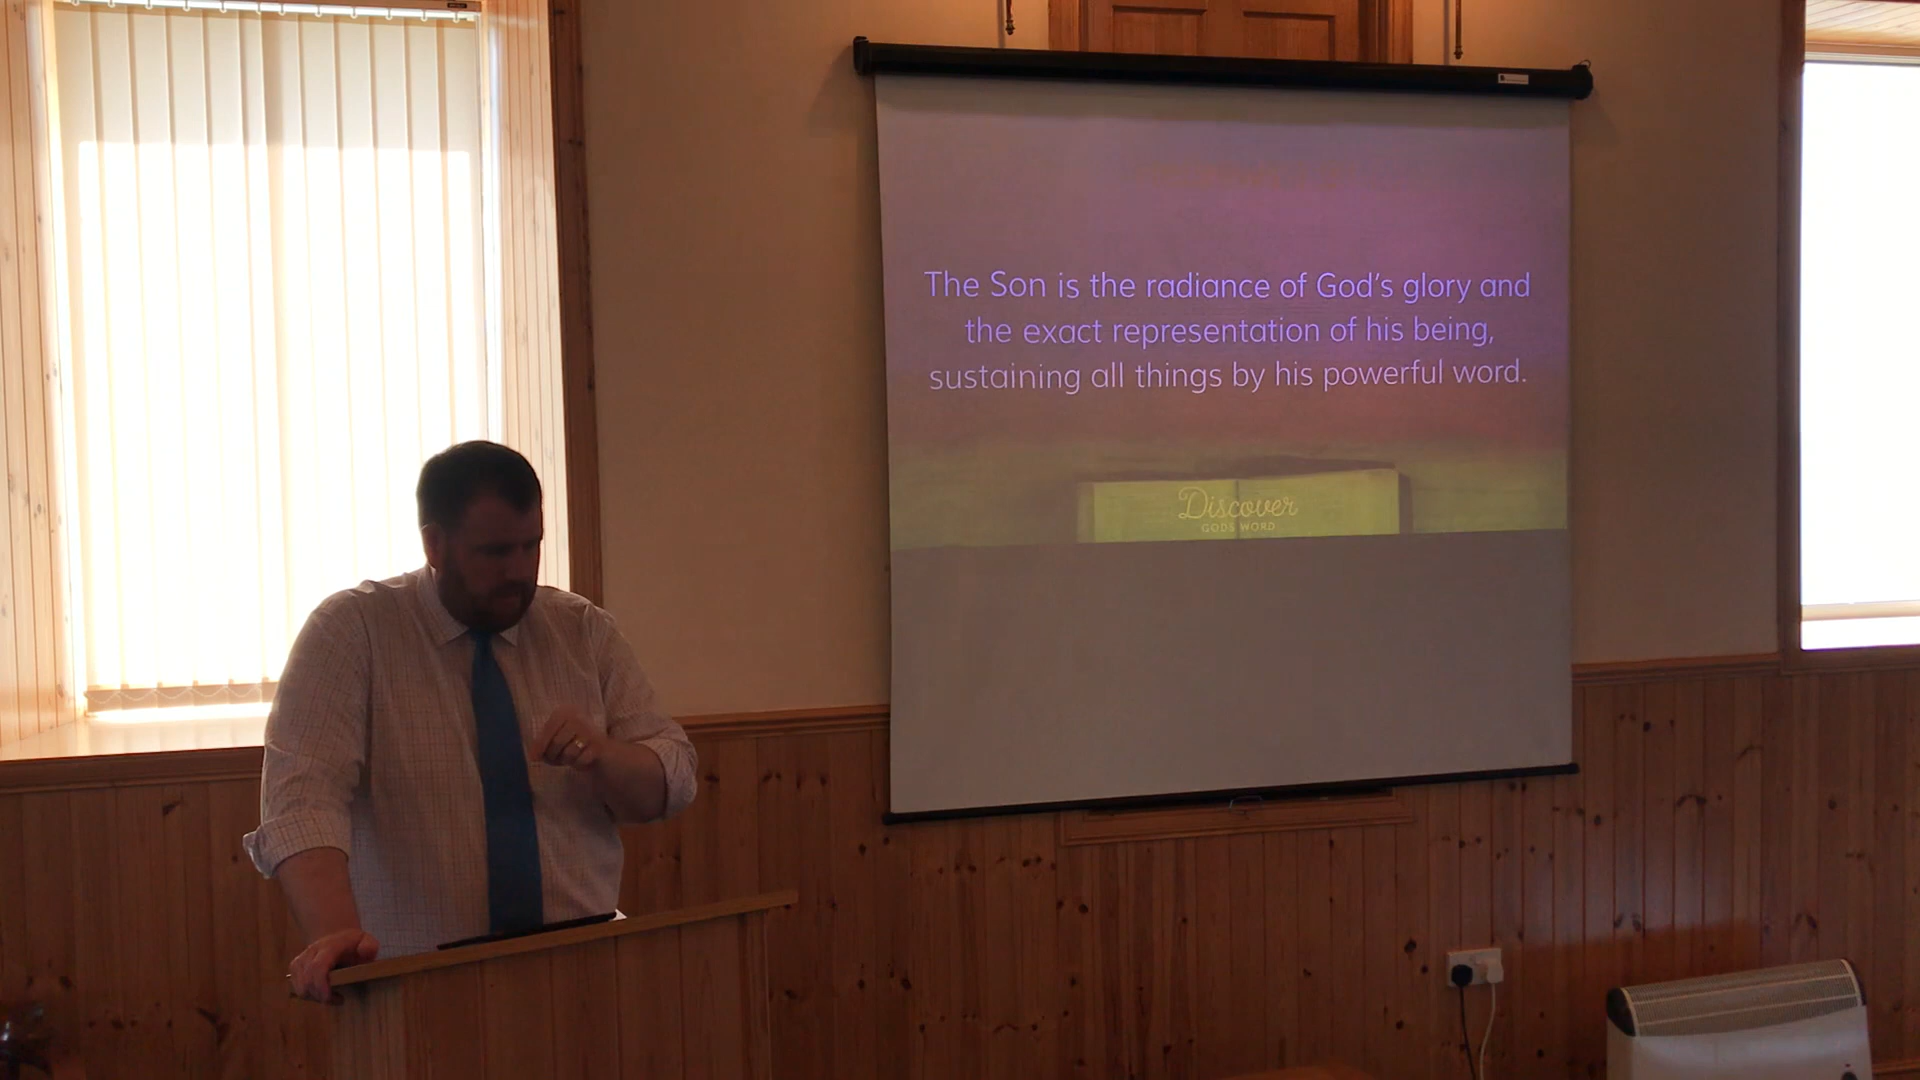 The Son is the radiance of God's glory and
the exact representation of his being,
sustaining all things by his powerful word.
Discover
GODS WORD